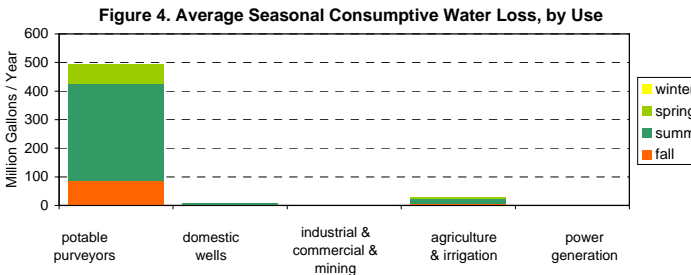 Figure 4. Average Seasonal Consumptive Water Loss, by Use
Million Gallons / Year
600
500
400
300
200
100
0
potable
purveyors
domestic
wells
industrial &
commercial &
mining
agriculture
& irrigation
power
generation
winter
spring
summ
fall